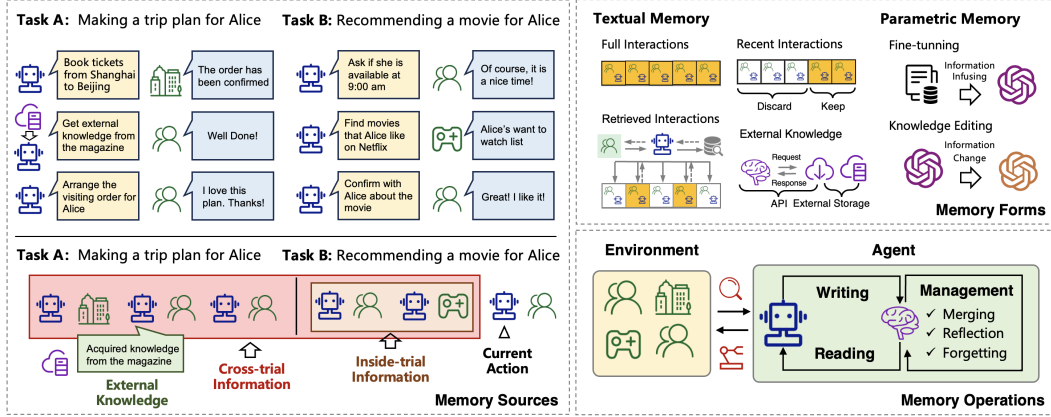 Task A: Making a trip plan for Alice
Book tickets
from Shanghai
to Beijing
The order has
been confirmed
Get external
knowledge from
the magazine
Well Done!
Arrange the
visiting order for
Alice
I love this
plan. Thanks!
Task B: Recommending a movie for Alice
Ask if she is
available at
9:00 am
Of course, it is
a nice time!
Find movies
that Alice like
on Netflix
Alice's want to
watch list
Confirm with
Alice about the
movie
Great! I like it!
Task A: Making a trip plan for Alice
Task B: Recommending a movie for Alice
Acquired knowledge
from the magazine
External
Knowledge
Cross-trial
Information
Inside-trial
Information
Current
Action
Memory Sources
Textual Memory
Full Interactions
Recent Interactions
Discard
Keep
Retrieved Interactions
External Knowledge
Request
Response
API
External Storage
Parametric Memory
Fine-tunning
Information
Infusing
Knowledge Editing
Information
Change
Memory Forms
Environment
Agent
Writing
Reading
Management
✓ Merging
✓ Reflection
✓ Forgetting
Memory Operations